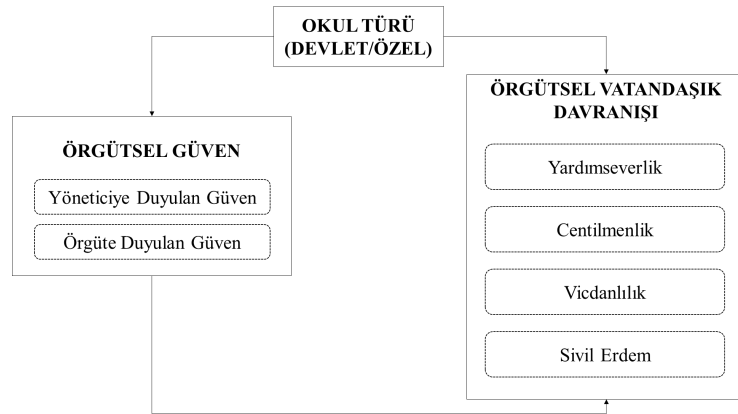 OKUL TÜRÜ
(DEVLET/ÖZEL)
ÖRGÜTSEL GÜVEN
Yöneticiye Duyulan Güven
Örgüte Duyulan Güven
ÖRGÜTSEL VATANDAŞIK
DAVRANIŞI
Yardımseverlik
Centilmenlik
Vicdanlılık
Sivil Erdem